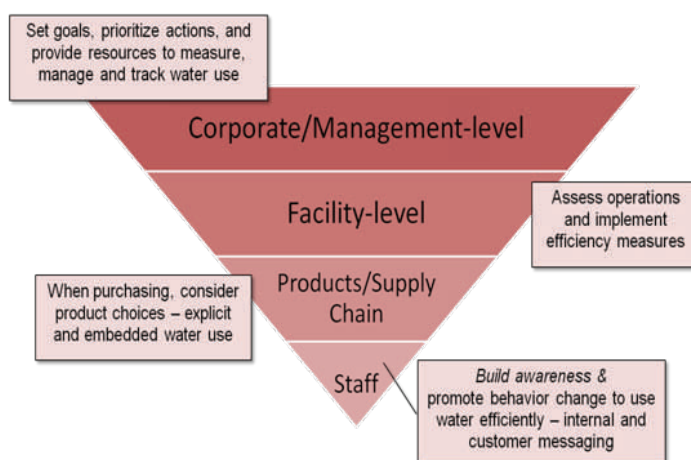 Set goals, prioritize actions, and
provide resources to measure,
manage and track water use
Corporate/Management-level
Facility-level
Assess operations
and implement
efficiency measures
Products/Supply
Chain
When purchasing, consider
product choices – explicit
and embedded water use
Staff
Build awareness &
promote behavior change to use
water efficiently – internal and
customer messaging